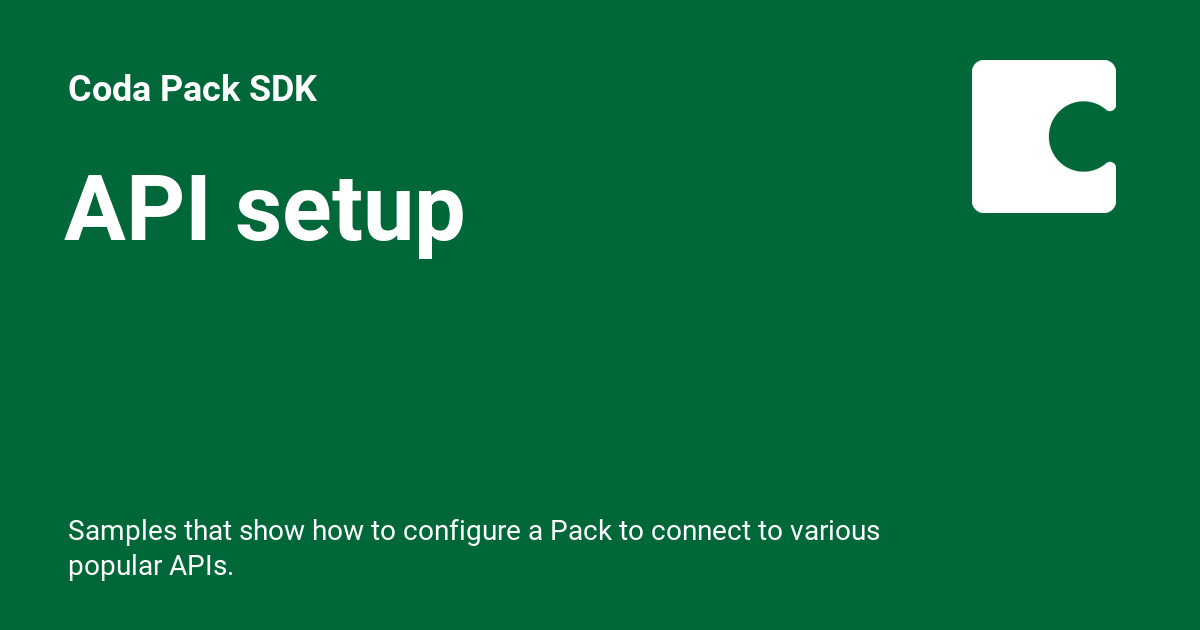 Coda Pack SDK
API setup
Samples that show how to configure a Pack to connect to various
popular APIs.